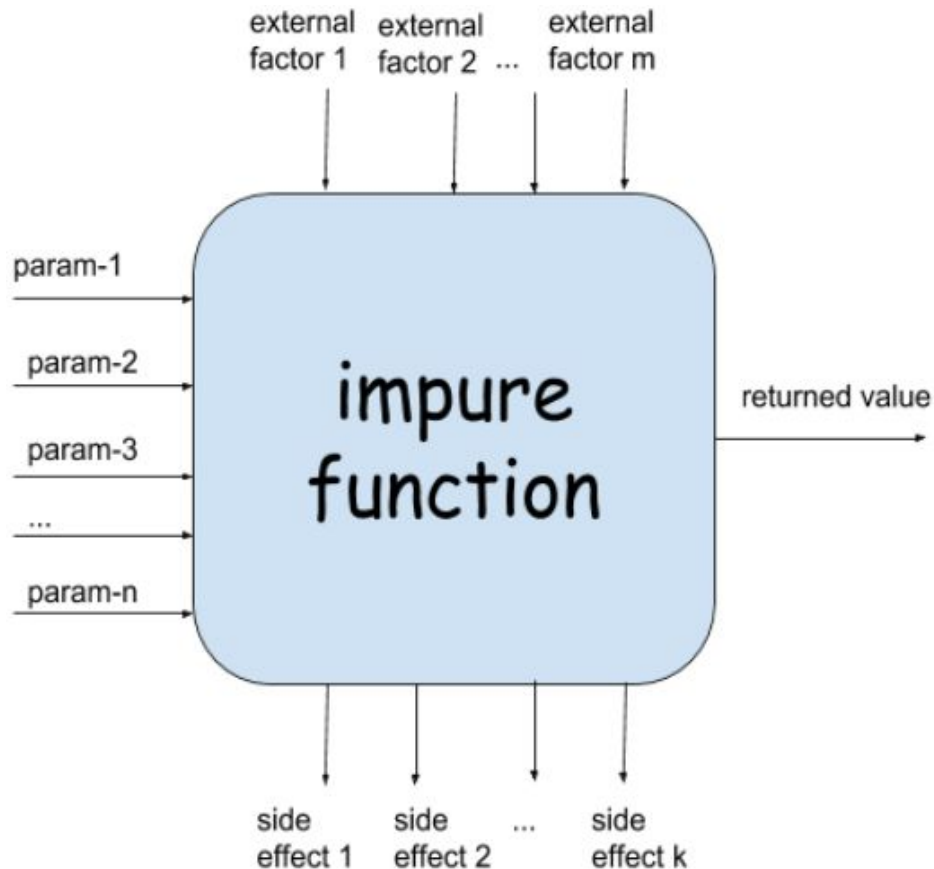 external
factor 1
external
factor 2
...
external
factor m
param-1
param-2
param-3
...
param-n
impure
function
returned value
side
effect 1
side
effect 2
...
side
effect k